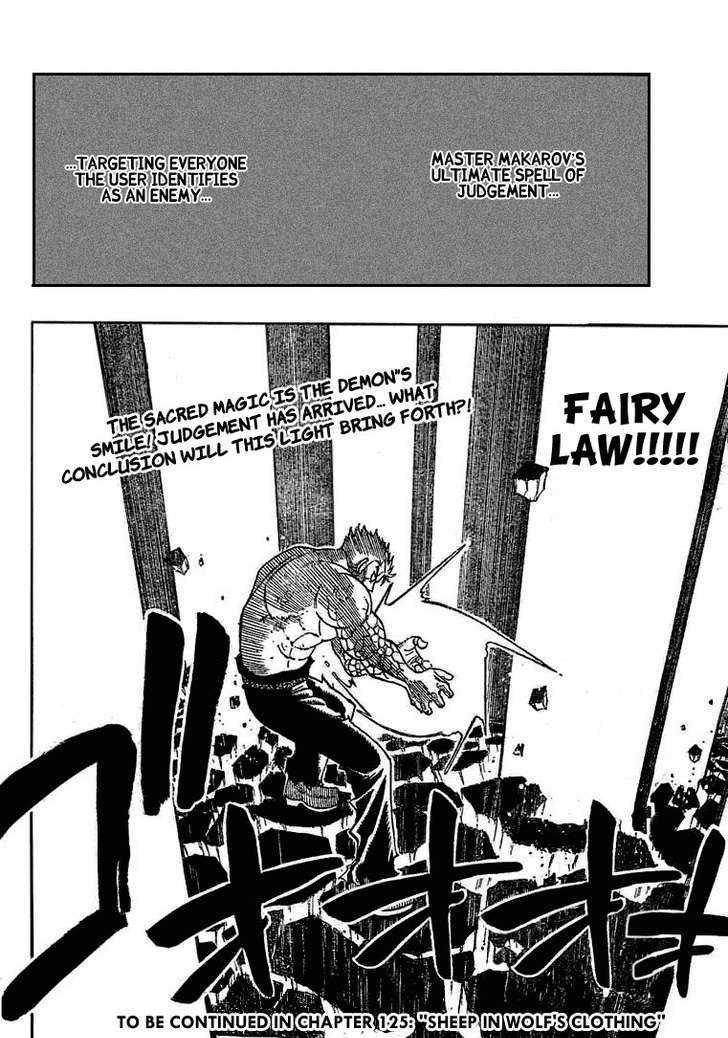 MASTER MAKAROV'S
ULTIMATE SPELL OF
JUDGEMENT...
...TARGETING EVERYONE
THE USER IDENTIFIES
AS AN ENEMY...
FAIRY
LAW!!!!!
THE SACRED MAGIC IS THE DEMON"S
SMILE! JUDGEMENT HAS ARRIVED... WHAT
CONCLUSION WILL THIS LIGHT BRING FORTH?!
ゴオオオ
TO BE CONTINUED IN CHAPTER 125: "SHEEP IN WOLF'S CLOTHING"